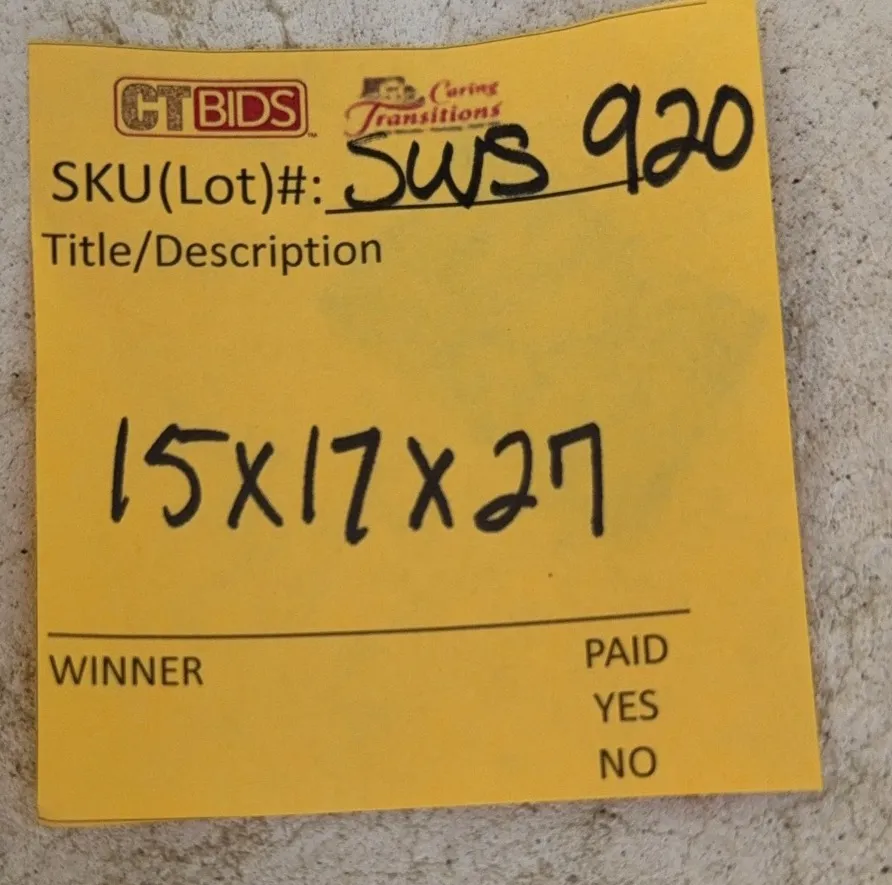 CTBIDS
Caring
Transitions
SKU(Lot)#: SWS 920
Title/Description
15X17X27
WINNER
PAID
YES
NO